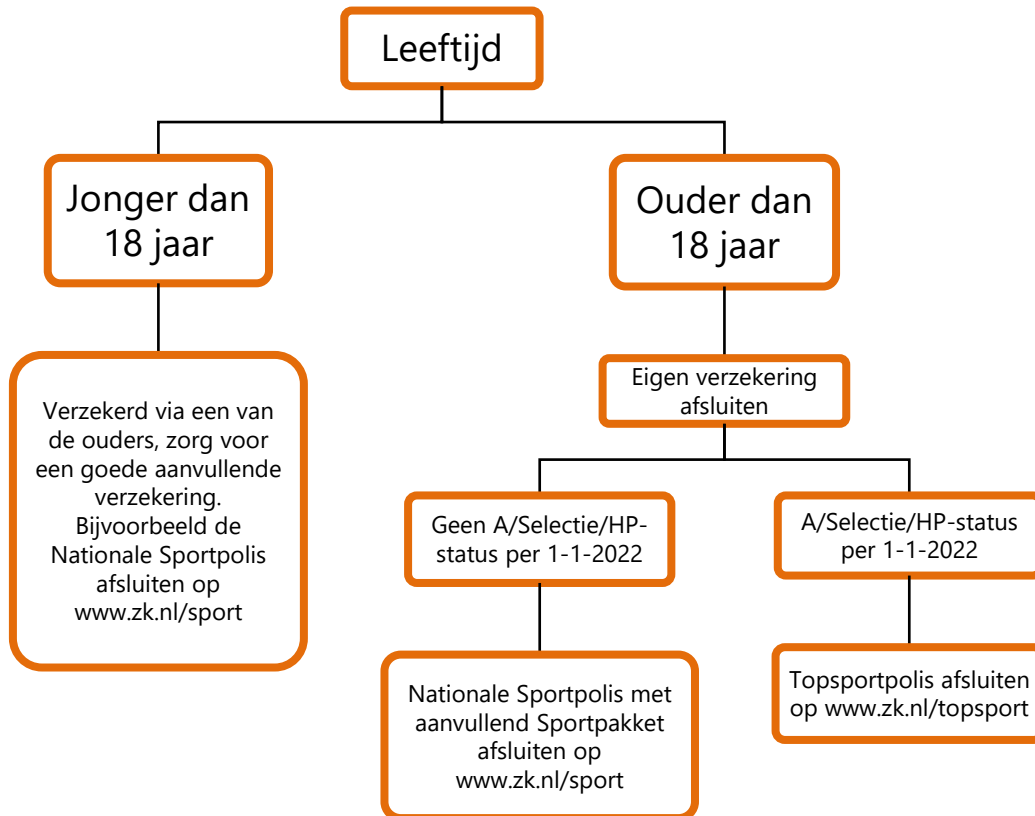 Leeftijd
Jonger dan
18 jaar
Ouder dan
18 jaar
Verzekerd via een van
de ouders, zorg voor
een goede aanvullende
verzekering.
Bijvoorbeeld de
Nationale Sportpolis
afsluiten op
www.zk.nl/sport
Eigen verzekering
afsluiten
Geen A/Selectie/HP-
status per 1-1-2022
A/Selectie/HP-status
per 1-1-2022
Nationale Sportpolis met
aanvullend Sportpakket
afsluiten op
www.zk.nl/sport
Topsportpolis afsluiten
op www.zk.nl/topsport